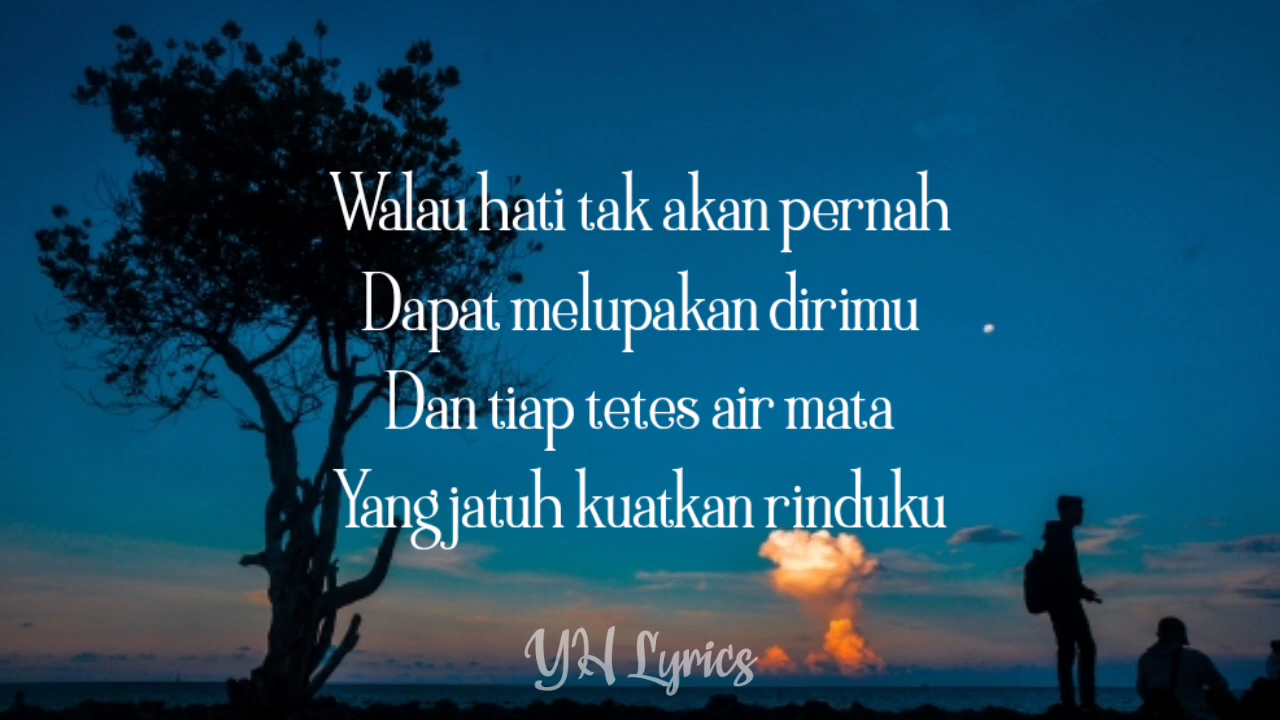 Walau hati tak akan pernah
Dapat melupakan dirimu
Dan tiap tetes air mata
Yang jatuh kuatkan rinduku
YH Lyrics